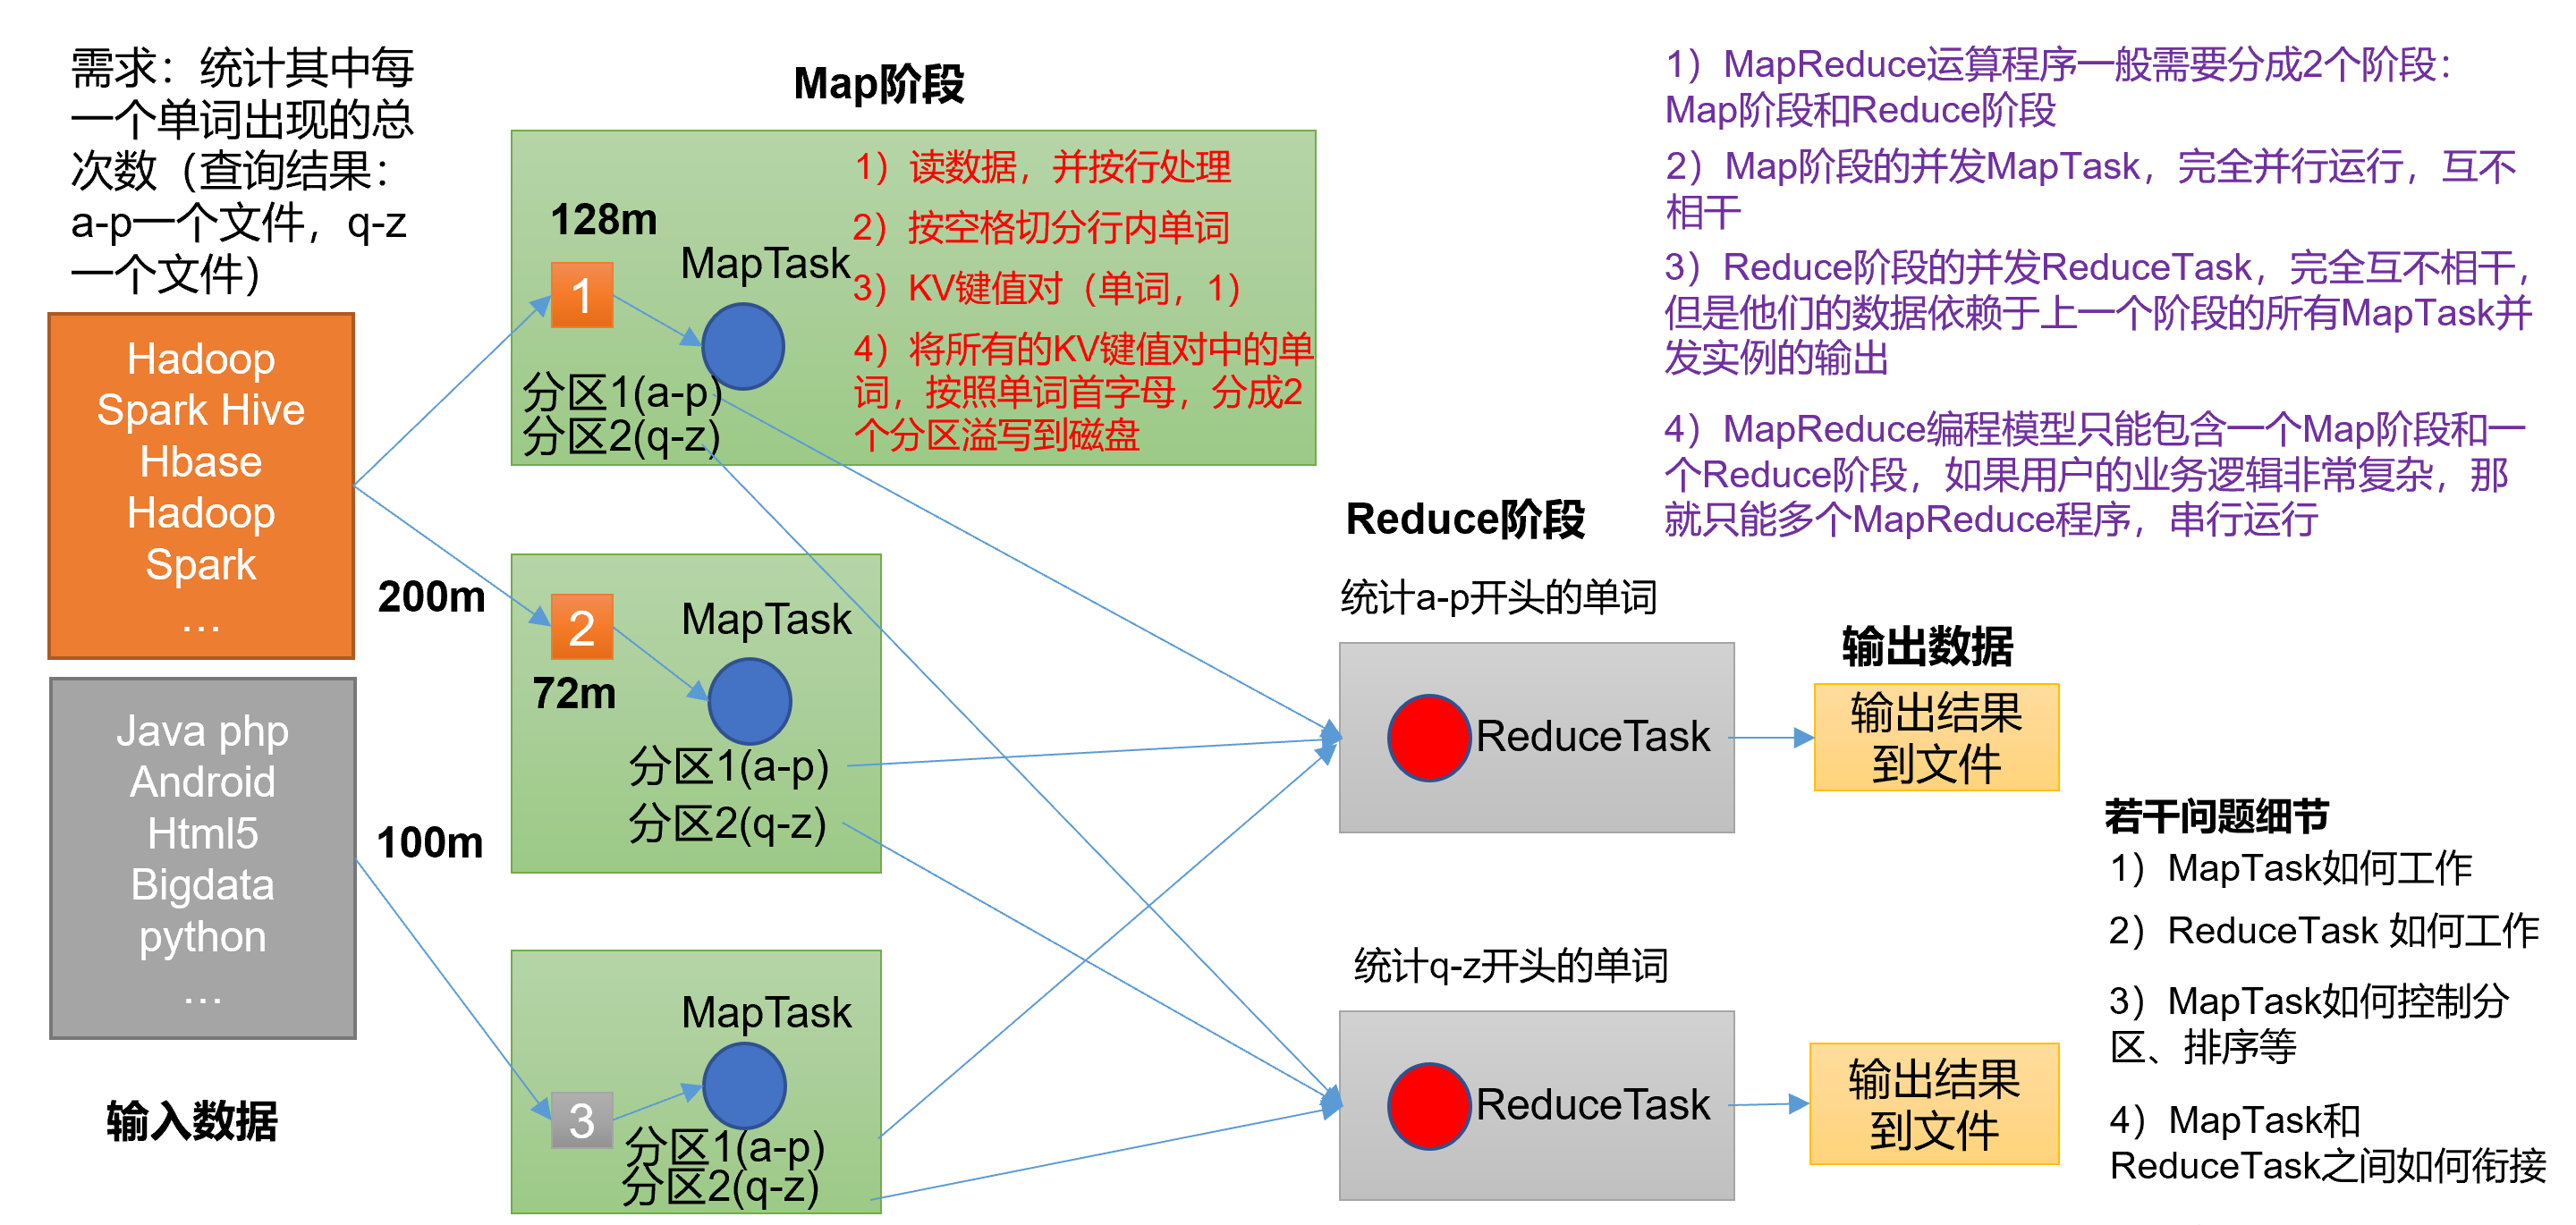 需求：统计其中每
一个单词出现的总
次数（查询结果：
a-p一个文件，q-z
一个文件）
Hadoop
Spark Hive
Hbase
Hadoop
Spark
…
200m
Java php
Android
Html5
Bigdata
python
…
100m
输入数据
Map阶段
128m
1
MapTask
分区1(a-p)
分区2(q-z)
1）读数据，并按行处理
2）按空格切分行内单词
3）KV键值对（单词，1）
4）将所有的KV键值对中的单
词，按照单词首字母，分成2
个分区溢写到磁盘
2
72m
MapTask
分区1(a-p)
分区2(q-z)
3
MapTask
分区1(a-p)
分区2(q-z)
Reduce阶段
统计a-p开头的单词
ReduceTask
统计q-z开头的单词
ReduceTask
输出数据
输出结果
到文件
输出结果
到文件
1）MapReduce运算程序一般需要分成2个阶段：
Map阶段和Reduce阶段
2）Map阶段的并发MapTask，完全并行运行，互不
相干
3）Reduce阶段的并发ReduceTask，完全互不相干，
但是他们的数据依赖于上一个阶段的所有MapTask并
发实例的输出
4）MapReduce编程模型只能包含一个Map阶段和一
个Reduce阶段，如果用户的业务逻辑非常复杂，那
就只能多个MapReduce程序，串行运行
若干问题细节
1）MapTask如何工作
2）ReduceTask 如何工作
3）MapTask如何控制分
区、排序等
4）MapTask和
ReduceTask之间如何衔接